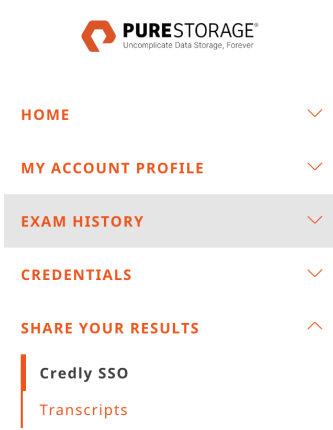 PURESTORAGE®
Uncomplicate Data Storage, Forever
HOME
MY ACCOUNT PROFILE
EXAM HISTORY
CREDENTIALS
SHARE YOUR RESULTS
Credly SSO
Transcripts